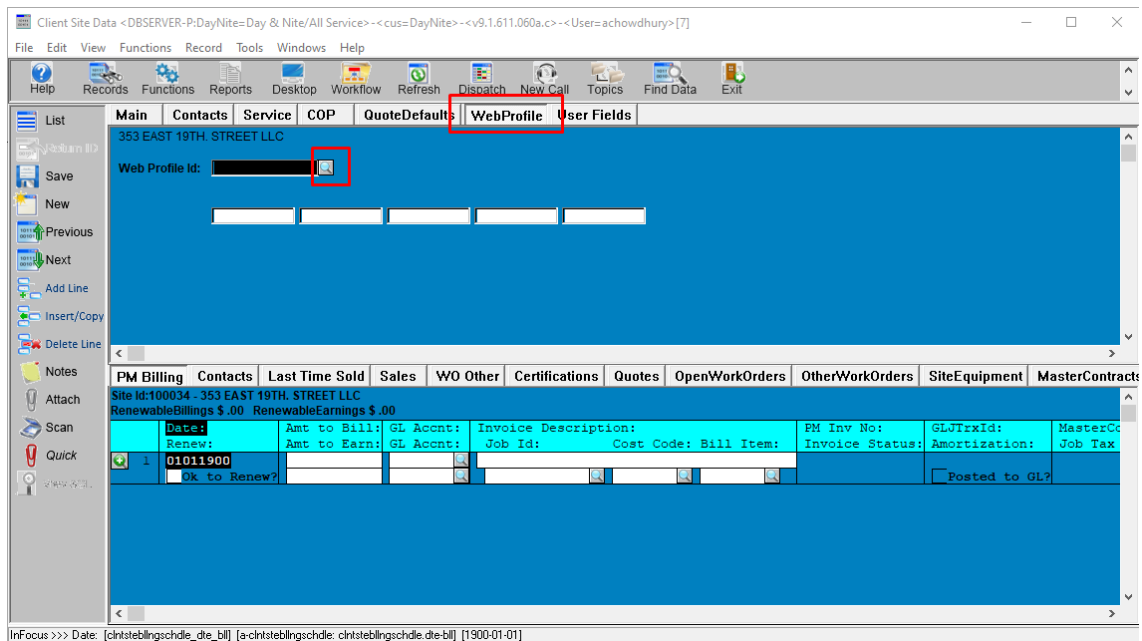 Client Site Data <DBSERVER-P:DayNite=Day & Nite/All Service>-<cus=DayNite>-<v9.1.611.060a.c>-<User=achowdhury>[7]
File Edit View Functions Record Tools Windows Help
Help Records Functions Reports Desktop Workflow Refresh Dispatch New Call Topics Find Data Exit
List
Return ID
Save
New
Previous
Next
Add Line
Insert/Copy
Delete Line
Notes
Attach
Scan
Quick
Main Contacts Service COP QuoteDefaults WebProfile User Fields
353 EAST 19TH. STREET LLC
Web Profile Id:
PM Billing Contacts Last Time Sold Sales WO Other Certifications Quotes OpenWorkOrders OtherWorkOrders SiteEquipment MasterContracts
Site Id:100034 - 353 EAST 19TH. STREET LLC
RenewableBillings $ .00 RenewableEarnings $ .00
Date: Amt to Bill: GL Accnt: Invoice Description: PM Inv No: GLJTrxId: MasterCo
Renew: Amt to Earn: GL Accnt: Job Id: Cost Code: Bill Item: Invoice Status: Amortization: Job Tax
1 01011900
Ok to Renew? Posted to GL?
InFocus >>> Date: [clntstebllngschdle_dte_bll] [a-clntstebllngschdle: clntstebllngschdle.dte-bll] [1900-01-01]